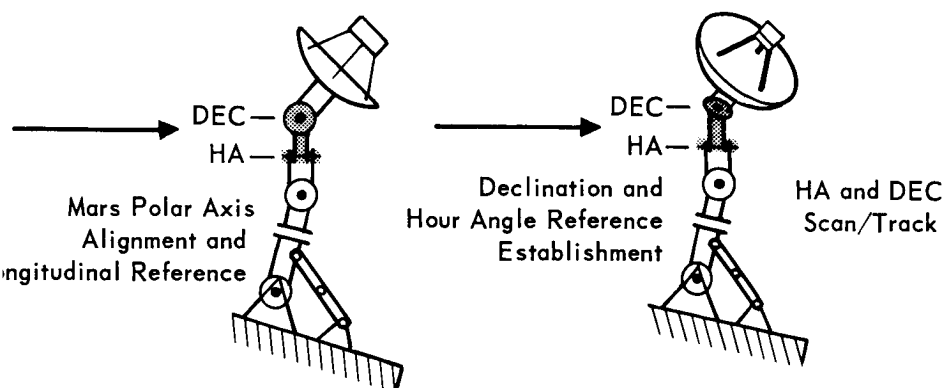 DEC
HA
Mars Polar Axis
Alignment and
ongitudinal Reference
DEC
HA
Declination and
Hour Angle Reference
Establishment
HA and DEC
Scan/Track